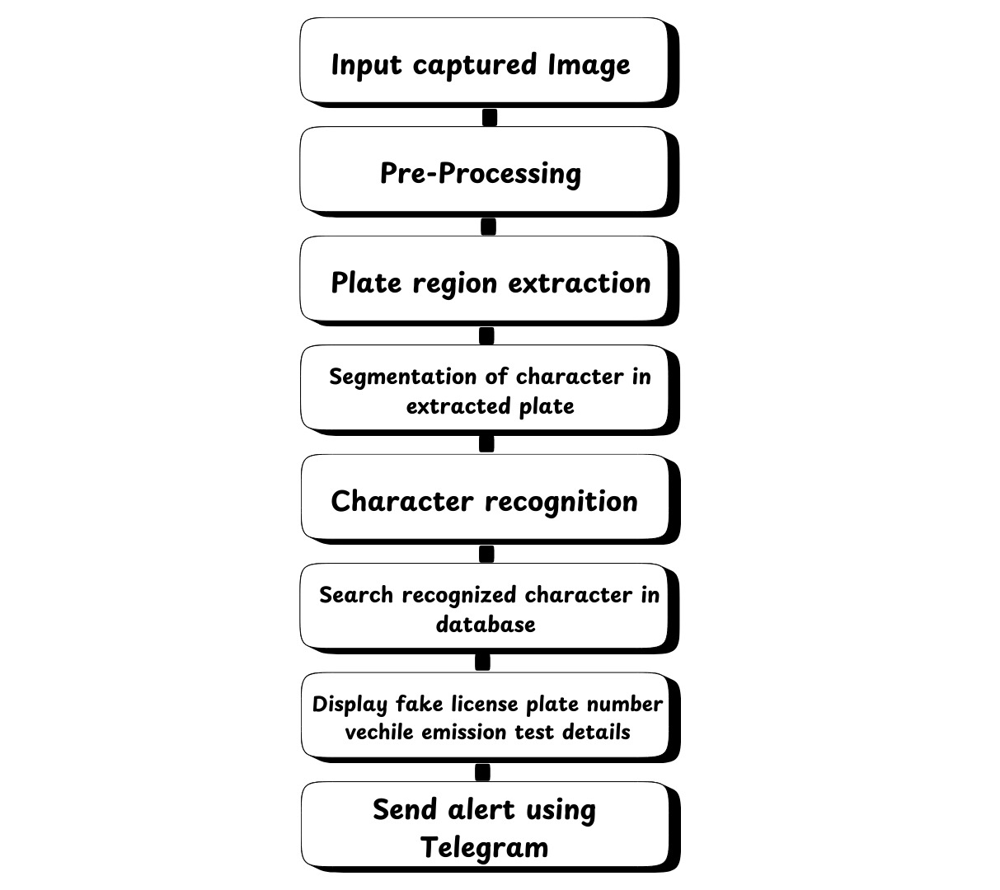 Input captured Image
Pre-Processing
Plate region extraction
Segmentation of character in
extracted plate
Character recognition
Search recognized character in
database
Display fake license plate number
vechile emission test details
Send alert using
Telegram